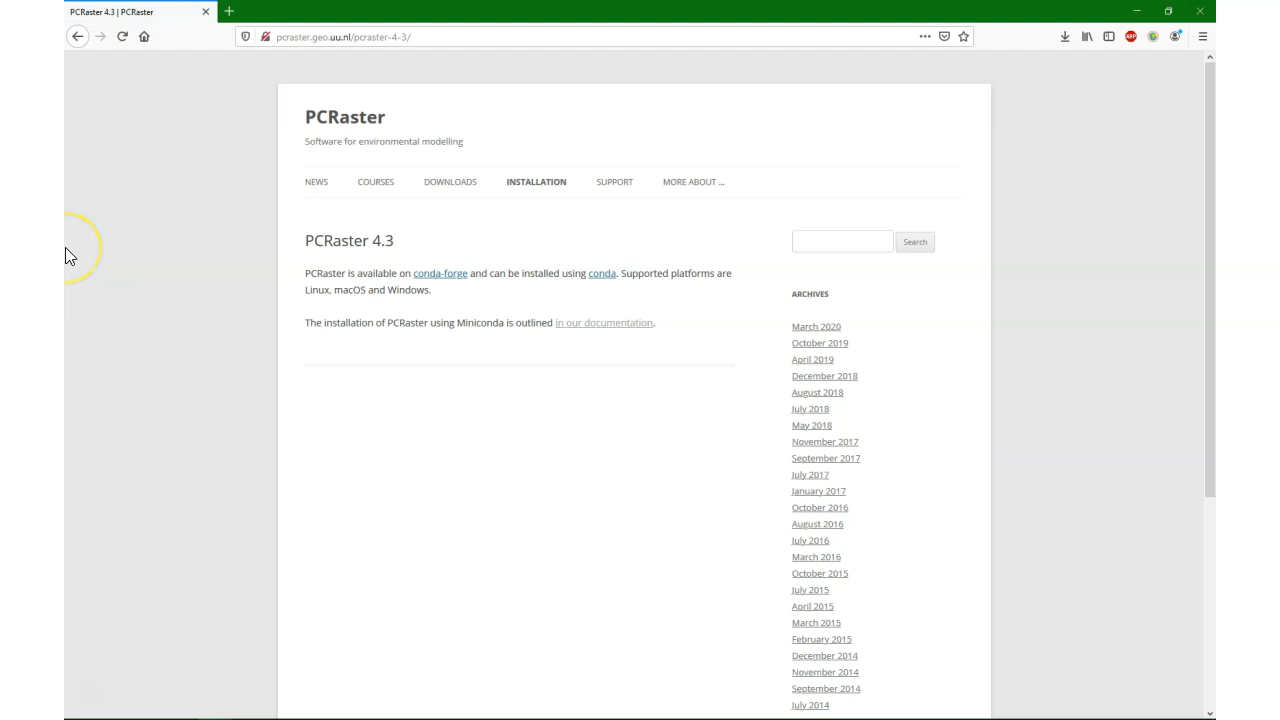 PCRaster 4.3 | PCRaster
pcraster.geo.uu.nl/pcraster-4-3/
ABP
PCRaster
Software for environmental modelling
NEWS COURSES DOWNLOADS INSTALLATION SUPPORT MORE ABOUT ...
PCRaster 4.3
Search
PCRaster is available on conda-forge and can be installed using conda. Supported platforms are
Linux, macOS and Windows.
The installation of PCRaster using Miniconda is outlined in our documentation.
ARCHIVES
March 2020
October 2019
April 2019
December 2018
August 2018
July 2018
May 2018
November 2017
September 2017
July 2017
January 2017
October 2016
August 2016
July 2016
March 2016
October 2015
July 2015
April 2015
March 2015
February 2015
December 2014
November 2014
September 2014
July 2014